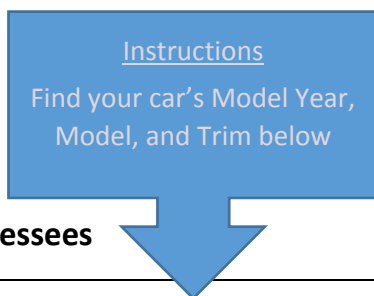 Instructions
Find your car’s Model Year,
Model, and Trim below
essees